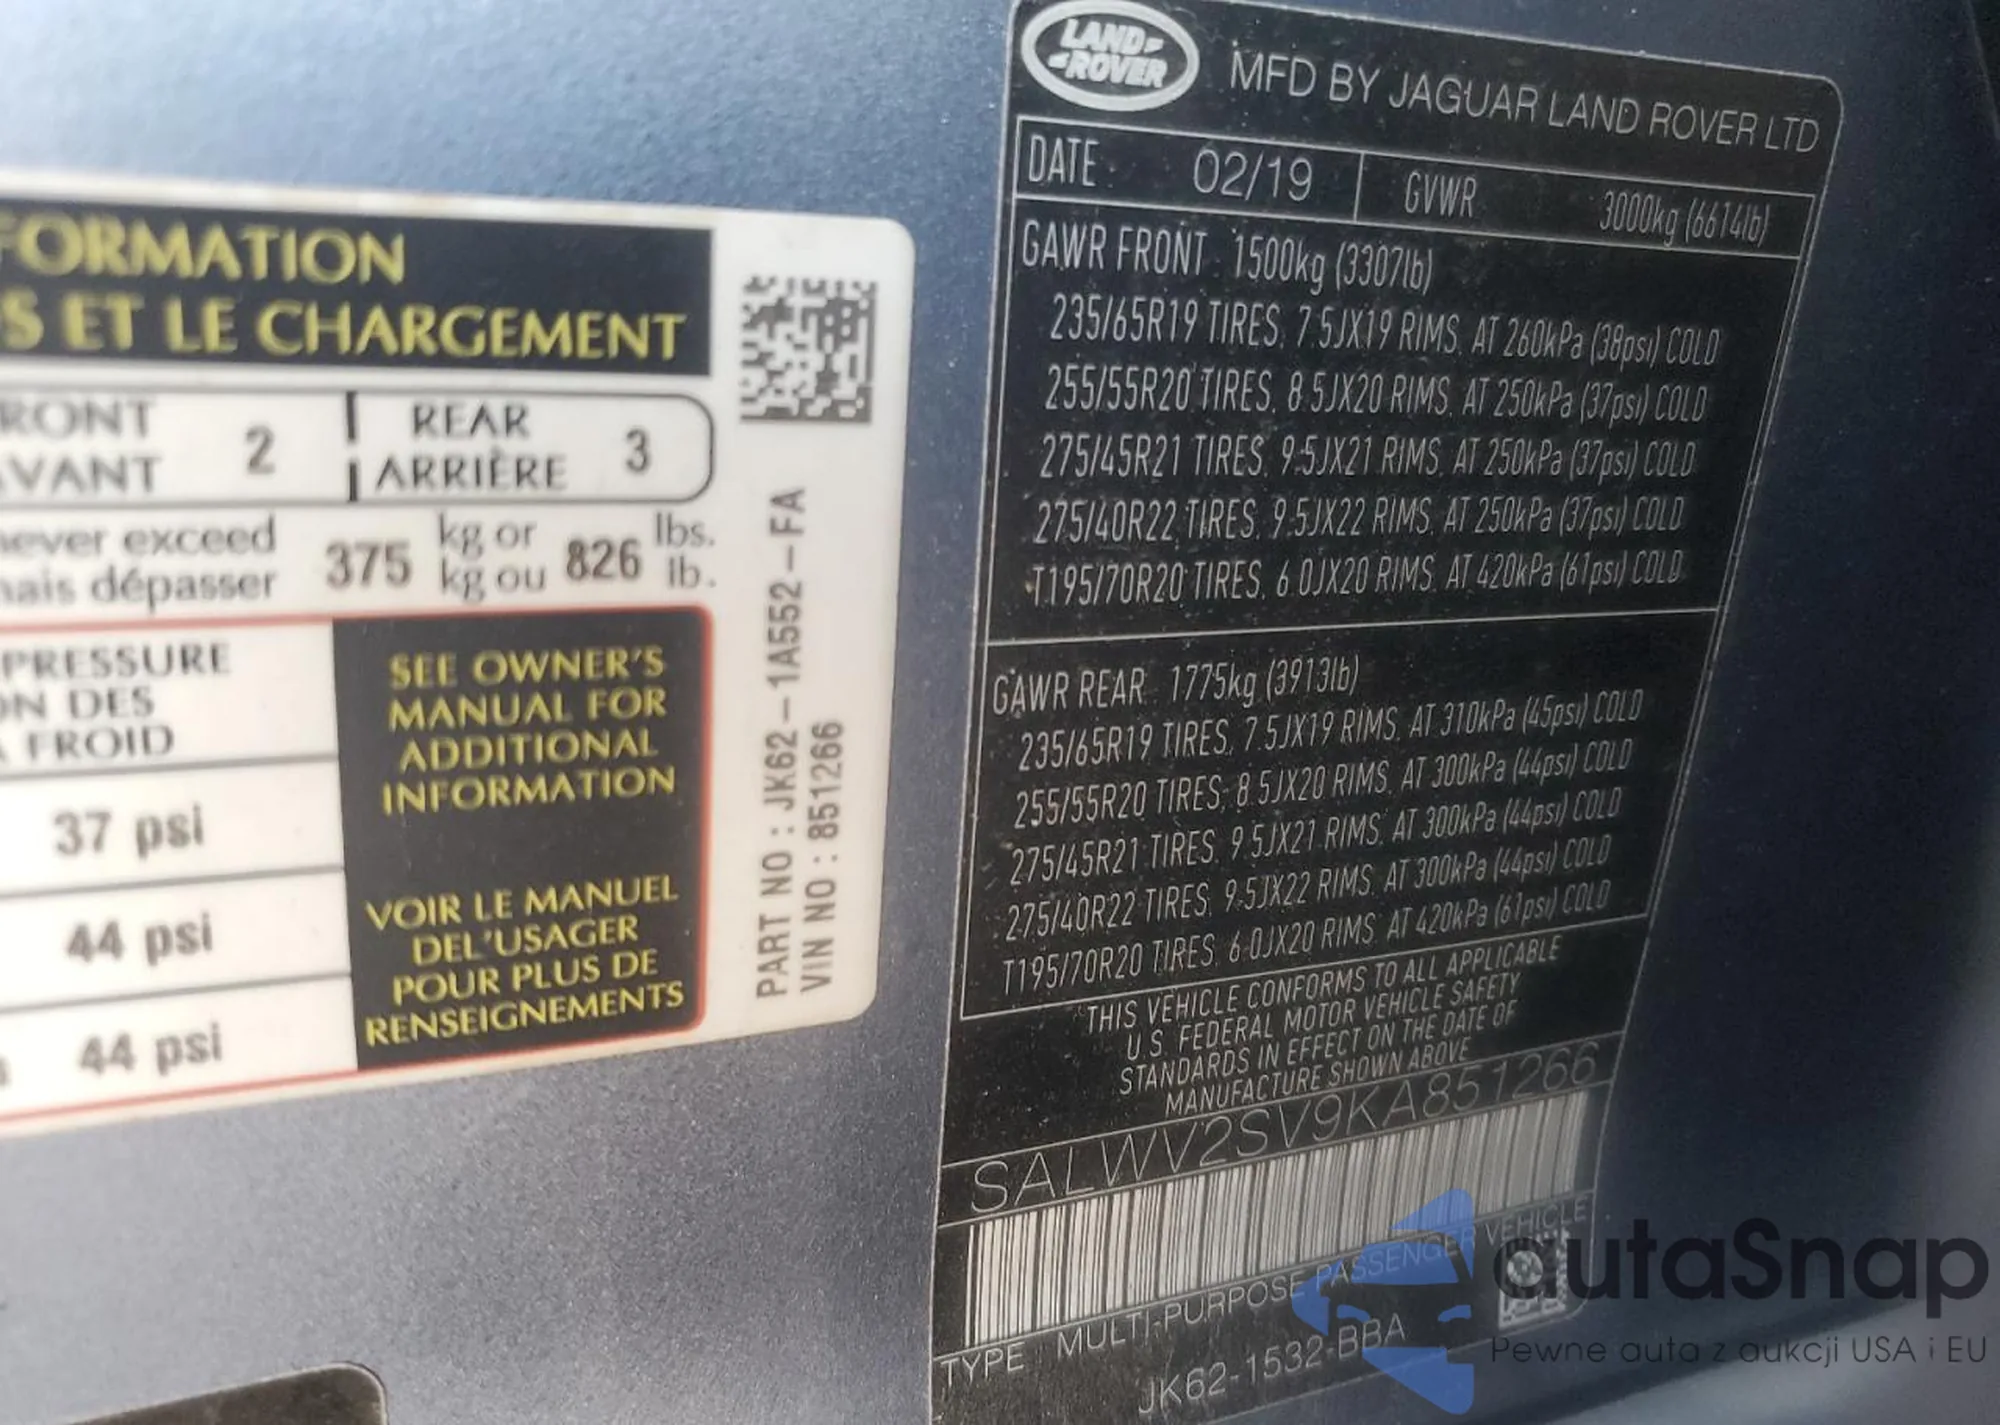 FORMATION
S ET LE CHARGEMENT
RONT
AVANT
2
REAR
ARRIÈRE
3
never exceed
mais dépasser
375
kg or
kg ou
826
lbs.
lb.
PRESSURE
ON DES
FROID
37 psi
44 psi
44 psi
SEE OWNER'S
MANUAL FOR
ADDITIONAL
INFORMATION
VOIR LE MANUEL
DEL'USAGER
POUR PLUS DE
RENSEIGNEMENTS
PART NO : JK62-1A552-FA
VIN NO : 851266
LAND
ROVER
MFD BY JAGUAR LAND ROVER LTD
DATE 02/19 GVWR 3000kg (6614lb)
GAWR FRONT 1500kg (3307lb)
235/65R19 TIRES, 7.5JX19 RIMS, AT 260kPa (38psi) COLD
255/55R20 TIRES, 8.5JX20 RIMS, AT 250kPa (37psi) COLD
275/45R21 TIRES, 9.5JX21 RIMS, AT 250kPa (37psi) COLD
275/40R22 TIRES, 9.5JX22 RIMS, AT 250kPa (37psi) COLD
T195/70R20 TIRES, 6.0JX20 RIMS, AT 420kPa (61psi) COLD
GAWR REAR 1775kg (3913lb)
235/65R19 TIRES, 7.5JX19 RIMS, AT 310kPa (45psi) COLD
255/55R20 TIRES, 8.5JX20 RIMS, AT 300kPa (44psi) COLD
275/45R21 TIRES, 9.5JX21 RIMS, AT 300kPa (44psi) COLD
275/40R22 TIRES, 9.5JX22 RIMS, AT 300kPa (44psi) COLD
T195/70R20 TIRES, 6.0JX20 RIMS, AT 420kPa (61psi) COLD
THIS VEHICLE CONFORMS TO ALL APPLICABLE
U.S. FEDERAL MOTOR VEHICLE SAFETY
STANDARDS IN EFFECT ON THE DATE OF
MANUFACTURE SHOWN ABOVE
SALWV2SV9KA851266
TYPE MULTI-PURPOSE PASSENGER VEHICLE
JK62-1532-BBA
autaSnap
Pewne auta z aukcji USA i EU